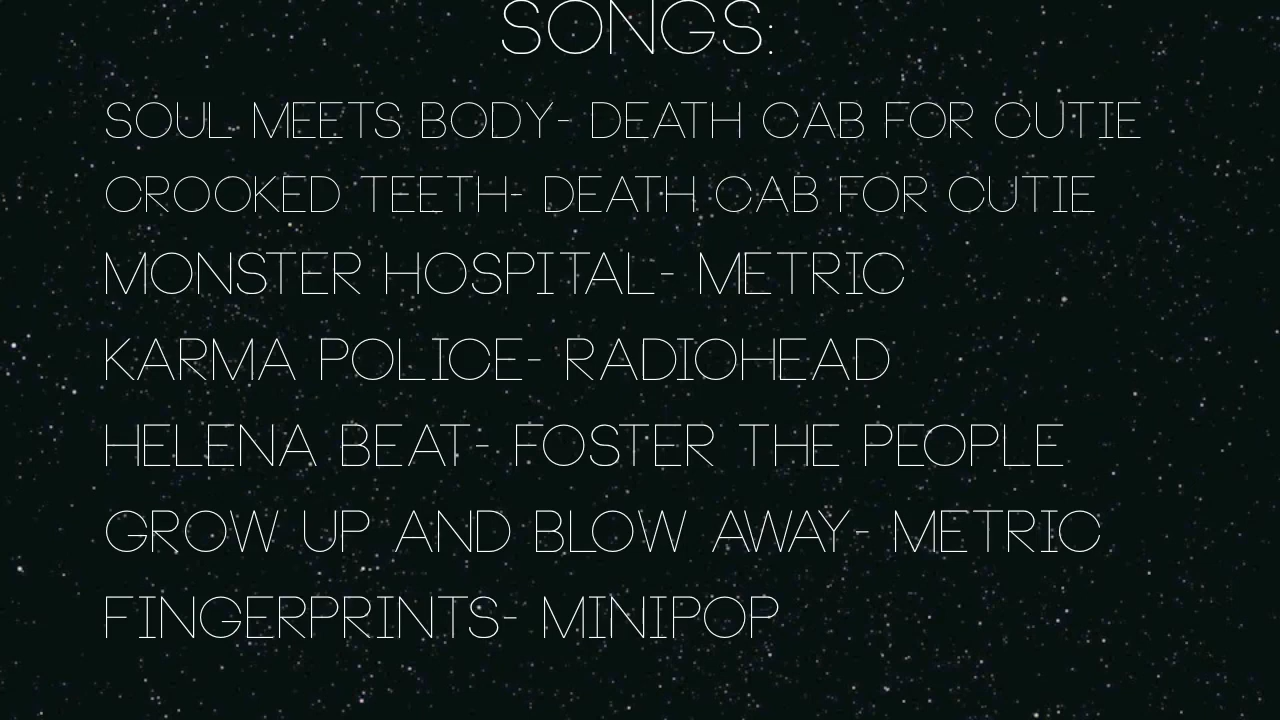 SONGS:
SOUL MEETS BODY- DEATH CAB FOR CUTIE
CROOKED TEETH- DEATH CAB FOR CUTIE
MONSTER HOSPITAL- METRIC
KARMA POLICE- RADIOHEAD
HELENA BEAT- FOSTER THE PEOPLE
GROW UP AND BLOW AWAY- METRIC
FINGERPRINTS- MINIPOP